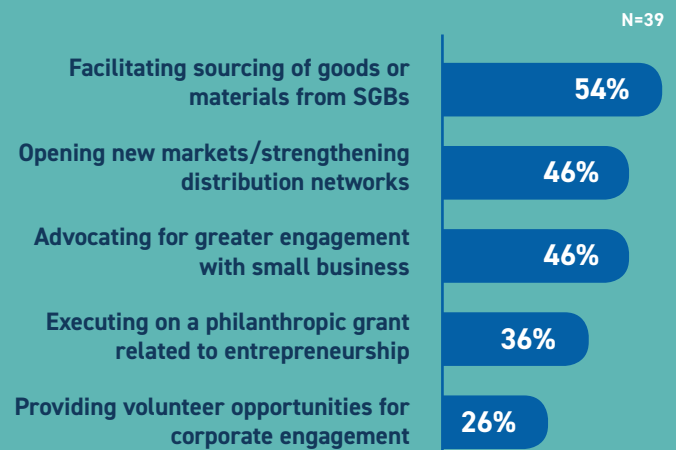 N=39
Facilitating sourcing of goods or
materials from SGBs
54%
Opening new markets/strengthening
distribution networks
46%
Advocating for greater engagement
with small business
46%
Executing on a philanthropic grant
related to entrepreneurship
36%
Providing volunteer opportunities for
corporate engagement
26%